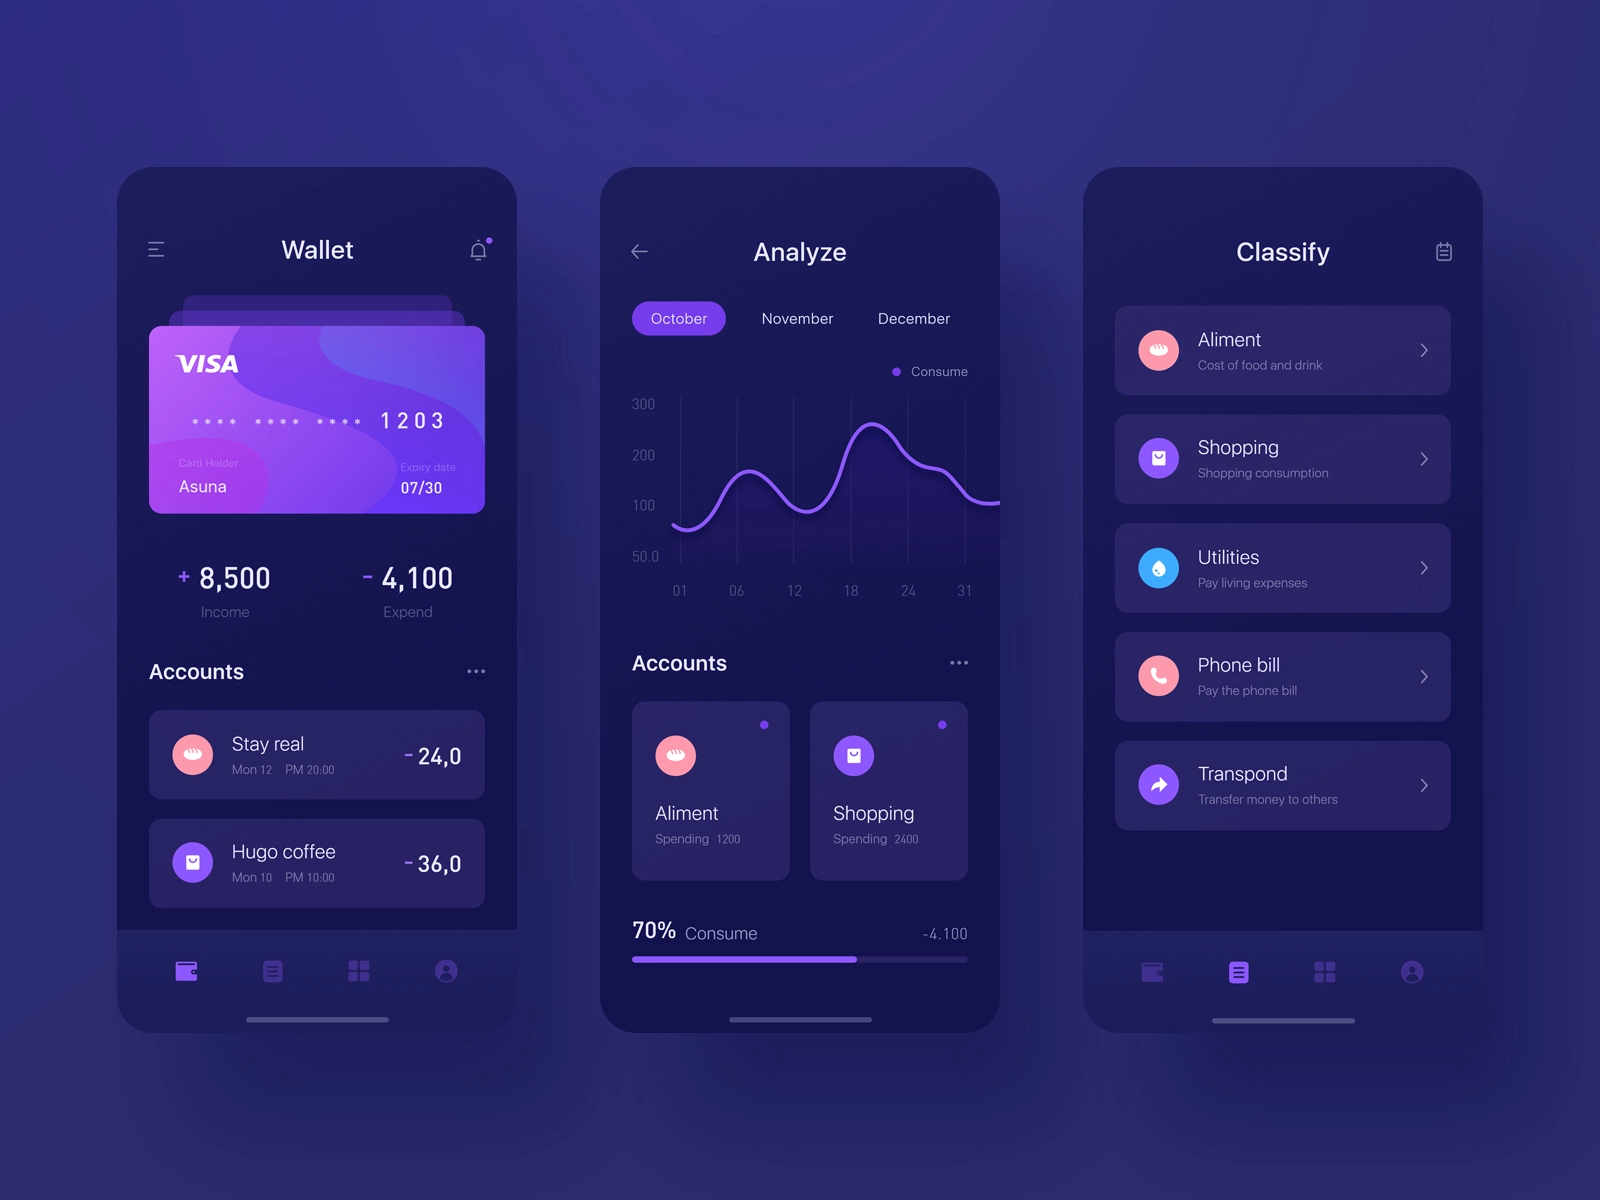 Wallet
VISA
**** **** **** 1203
Card Holder
Expiry date
Asuna
07/30
+ 8,500
- 4,100
Income
Expend
Accounts
Stay real
- 24,0
Mon 12 PM 20:00
Hugo coffee
- 36,0
Mon 10 PM 10:00
Analyze
October November December
Consume
300
200
100
50.0
01 06 12 18 24 31
Accounts
Aliment
Spending 1200
Shopping
Spending 2400
70% Consume -4.100
Classify
Aliment
Cost of food and drink
Shopping
Shopping consumption
Utilities
Pay living expenses
Phone bill
Pay the phone bill
Transpond
Transfer money to others